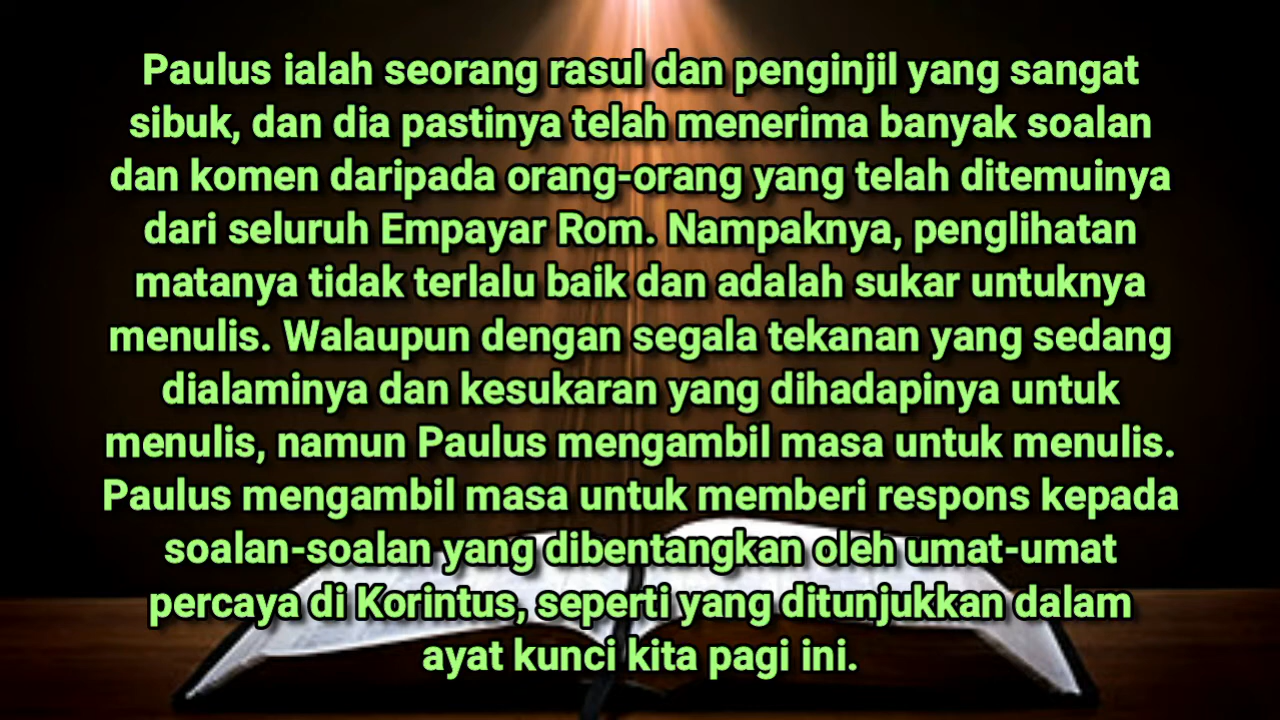 Paulus ialah seorang rasul dan penginjil yang sangat
sibuk, dan dia pastinya telah menerima banyak soalan
dan komen daripada orang-orang yang telah ditemuinya
dari seluruh Empayar Rom. Nampaknya, penglihatan
matanya tidak terlalu baik dan adalah sukar untuknya
menulis. Walaupun dengan segala tekanan yang sedang
dialaminya dan kesukaran yang dihadapinya untuk
menulis, namun Paulus mengambil masa untuk menulis.
Paulus mengambil masa untuk memberi respons kepada
soalan-soalan yang dibentangkan oleh umat-umat
percaya di Korintus, seperti yang ditunjukkan dalam
ayat kunci kita pagi ini.